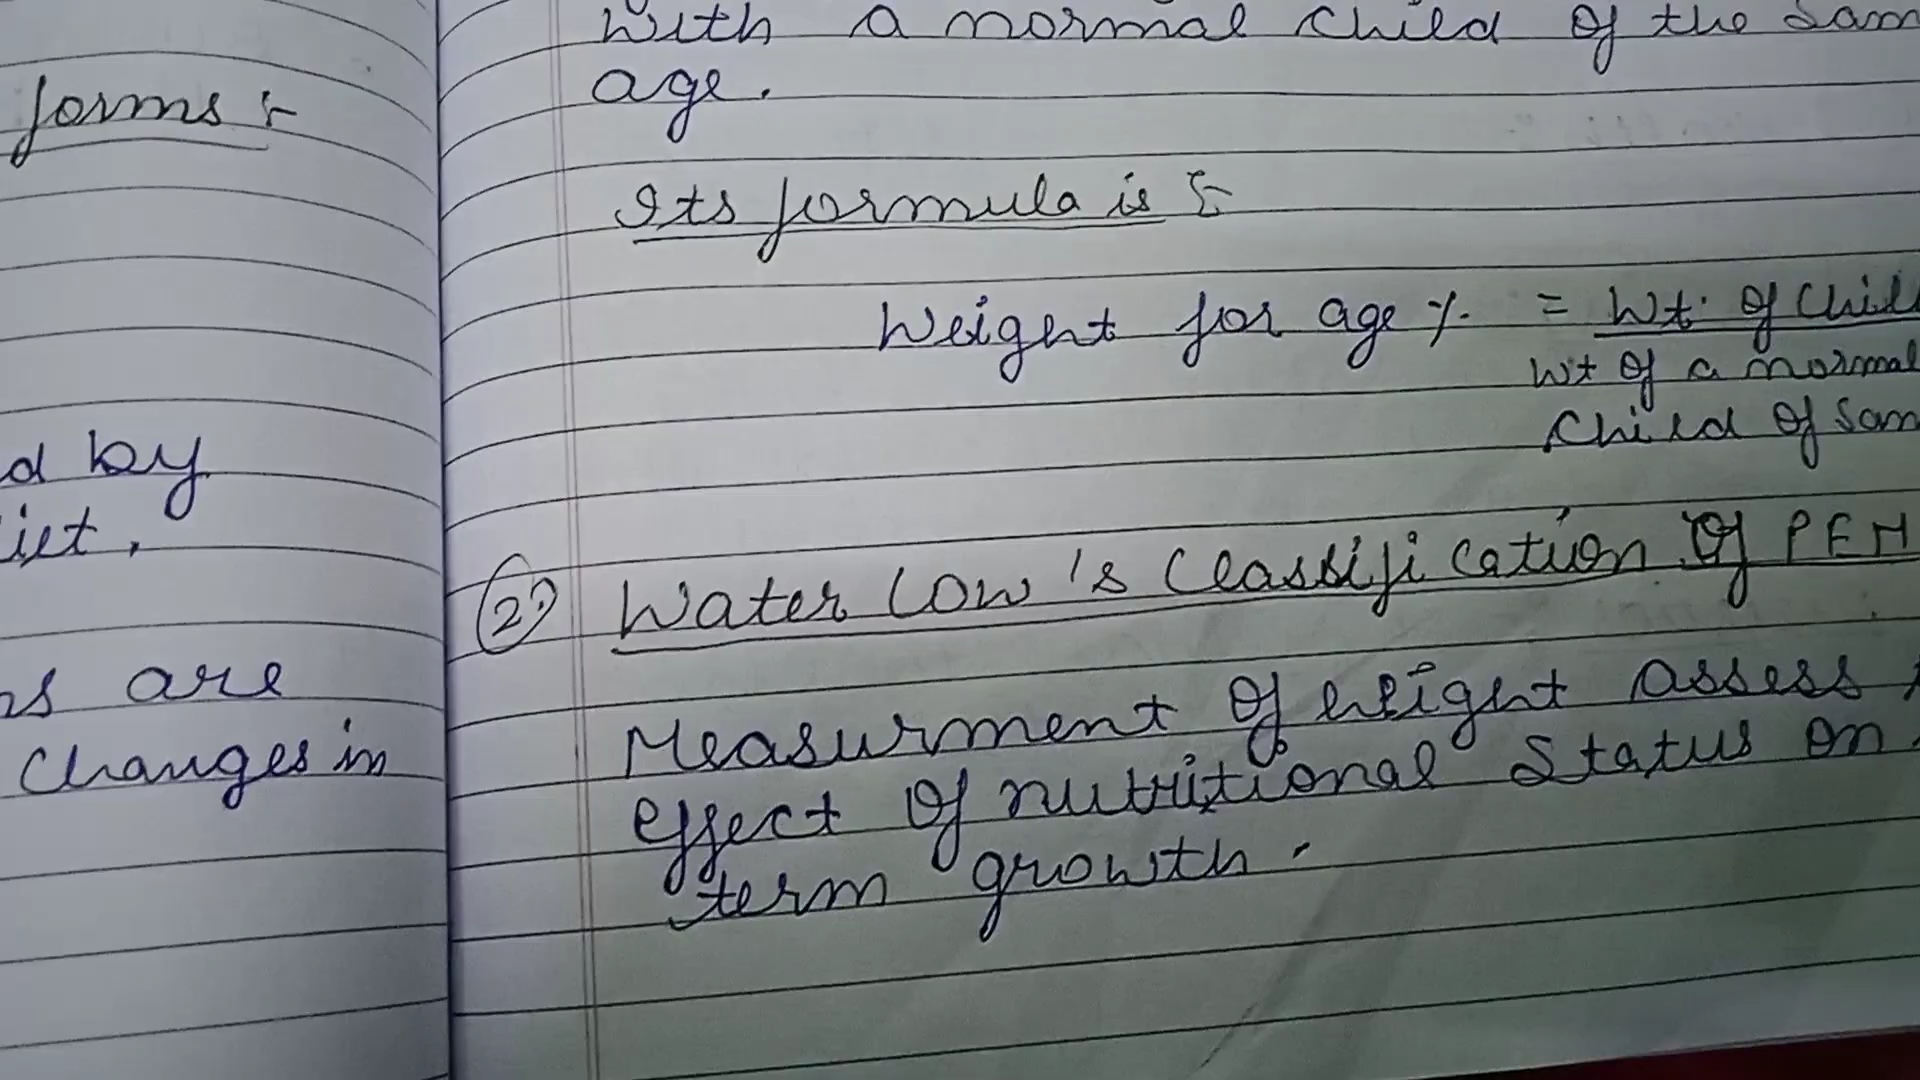 forms :-
d by
iet.
ns are
changes in
with a normal child of the sam
age.
Its formula is :-
Weight for age % = Wt. of Chil
Wt of a normal
Child of sam
(2) Water low's Classification of PEM
Measurment of height assess
effect of nutritional Status on
term growth.